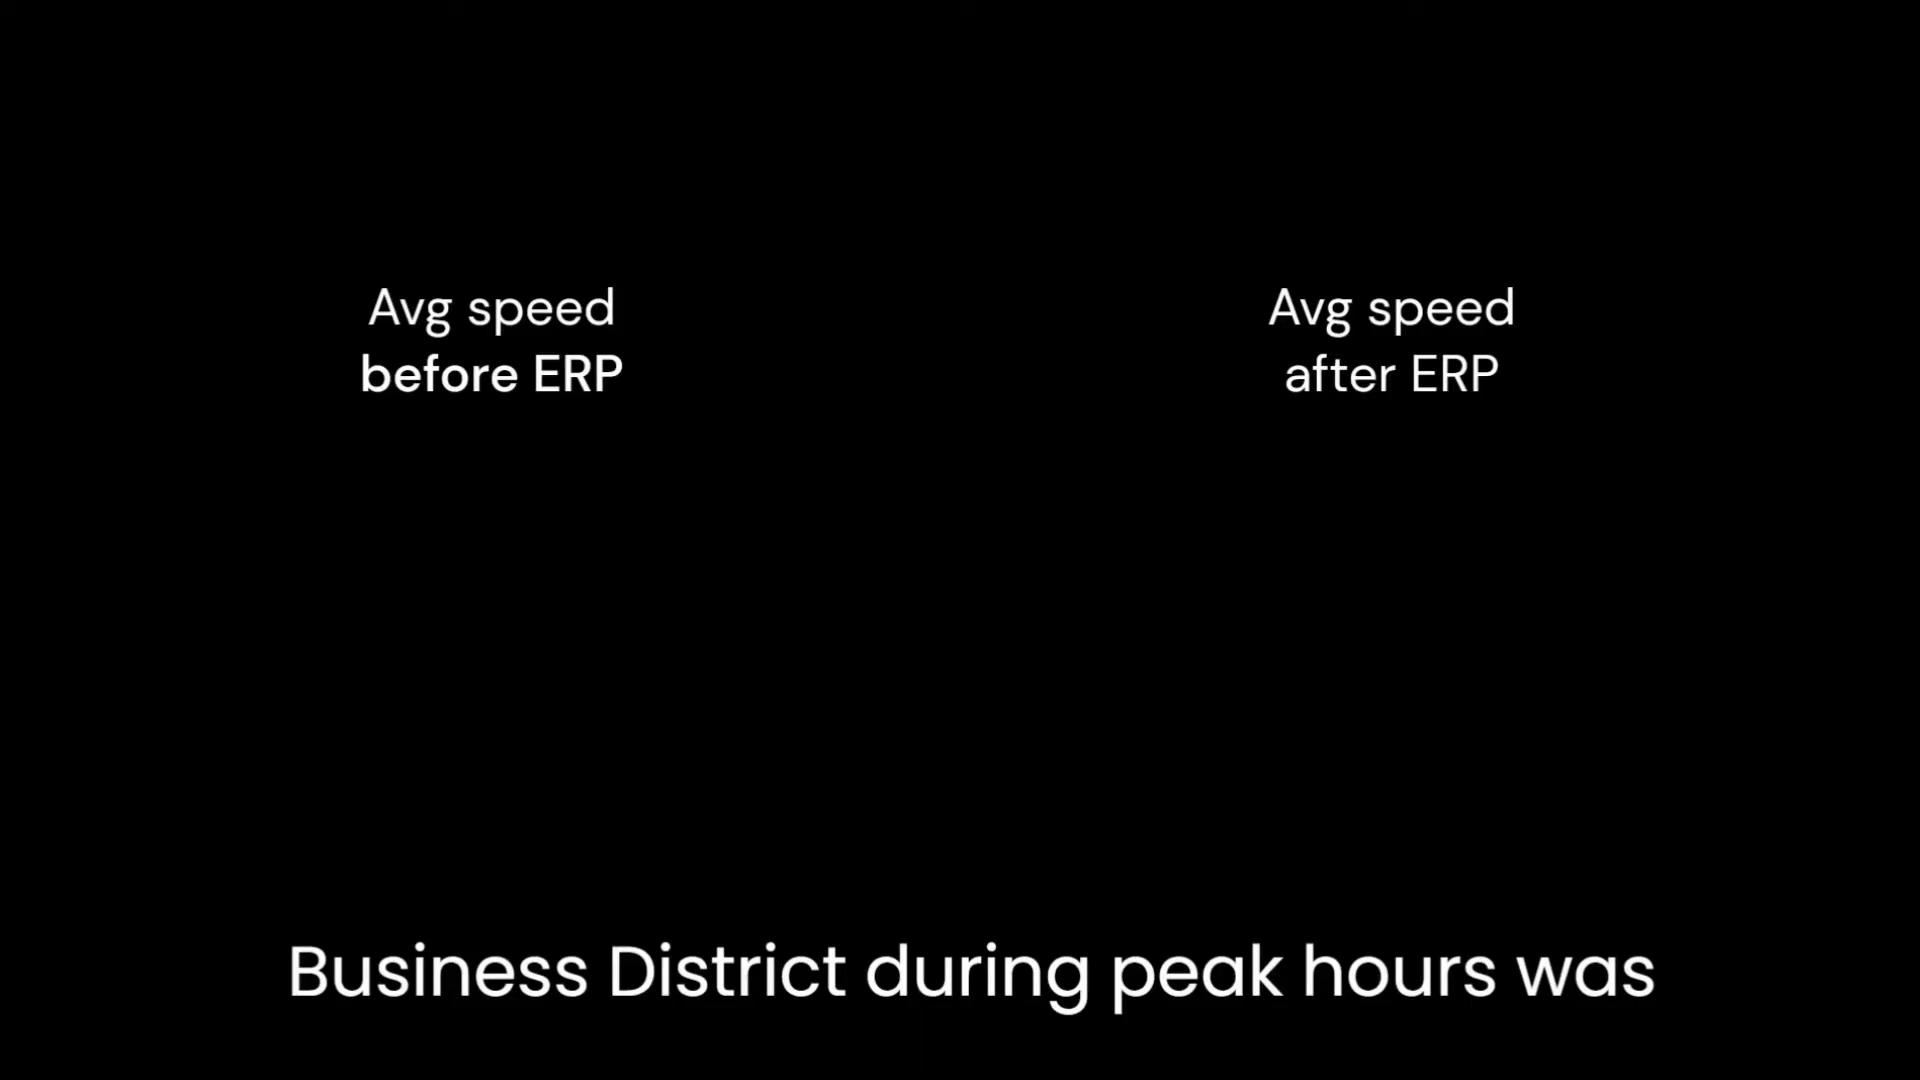 Avg speed
before ERP
Avg speed
after ERP
Business District during peak hours was